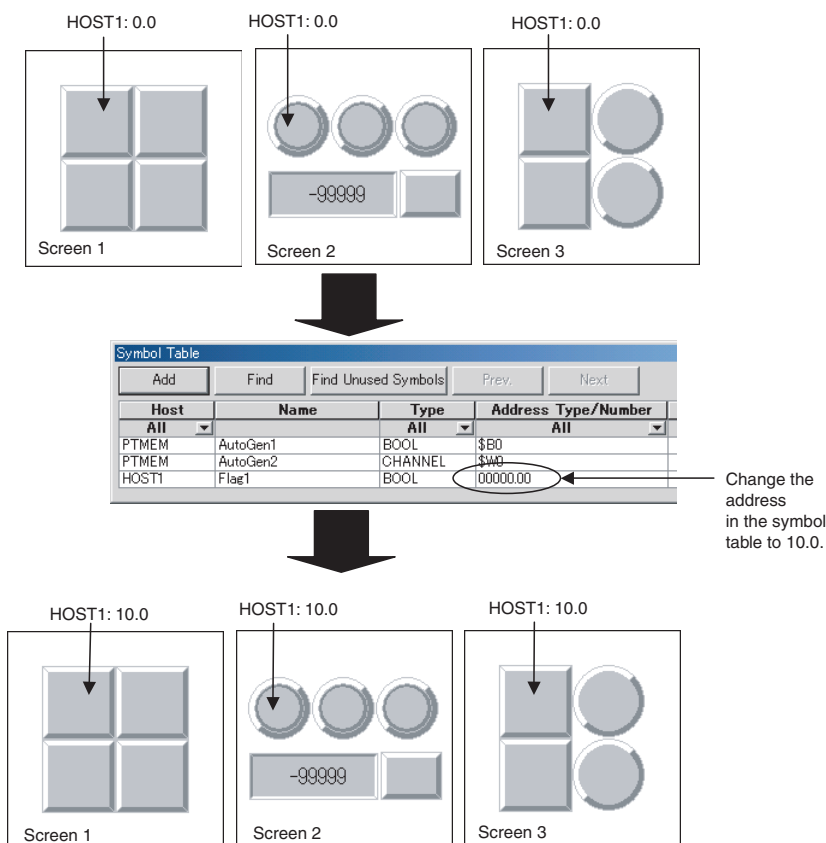 HOST1: 0.0
HOST1: 0.0
HOST1: 0.0
Screen 1
-99999
Screen 2
Screen 3
Symbol Table
Add Find Find Unused Symbols Prev. Next
Host Name Type Address Type/Number
All All All
PTMEM AutoGen1 BOOL $B0
PTMEM AutoGen2 CHANNEL $W0
HOST1 Flag1 BOOL 00000.00
Change the
address
in the symbol
table to 10.0.
HOST1: 10.0
HOST1: 10.0
HOST1: 10.0
Screen 1
-99999
Screen 2
Screen 3